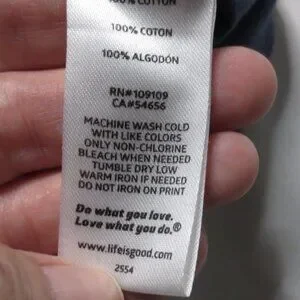 100% COTTON
100% COTON
100% ALGODÓN
RN#109109
CA#54656
MACHINE WASH COLD
WITH LIKE COLORS
ONLY NON-CHLORINE
BLEACH WHEN NEEDED
TUMBLE DRY LOW
WARM IRON IF NEEDED
DO NOT IRON ON PRINT
Do what you love.
Love what you do.®
www.lifeisgood.com
2554